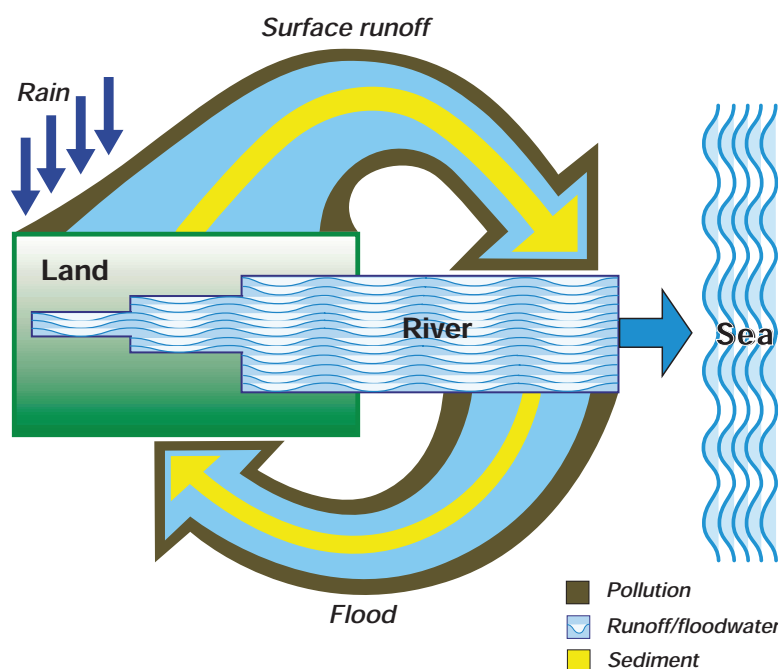 Surface runoff
Rain
Land
River
Sea
Flood
Pollution
Runoff/floodwater
Sediment